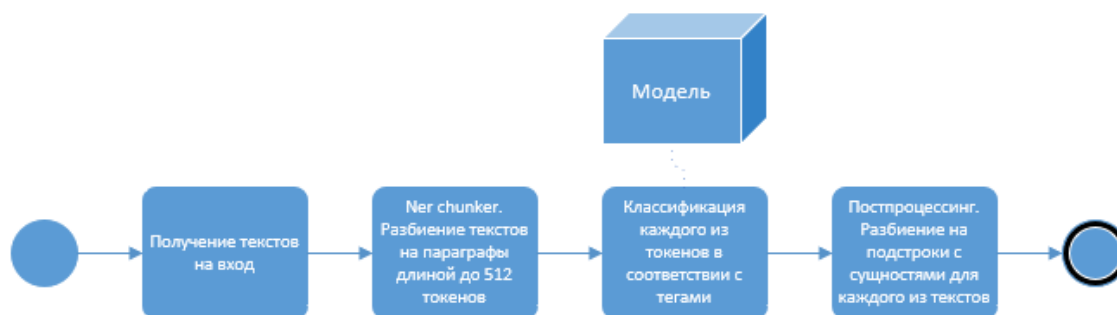 Модель
Получение текстов
на вход
Ner chunker.
Разбиение текстов
на параграфы
длиной до 512
токенов
Классификация
каждого из
токенов в
соответствии с
тегами
Постпроцессинг.
Разбиение на
подстроки с
сущностями для
каждого из текстов